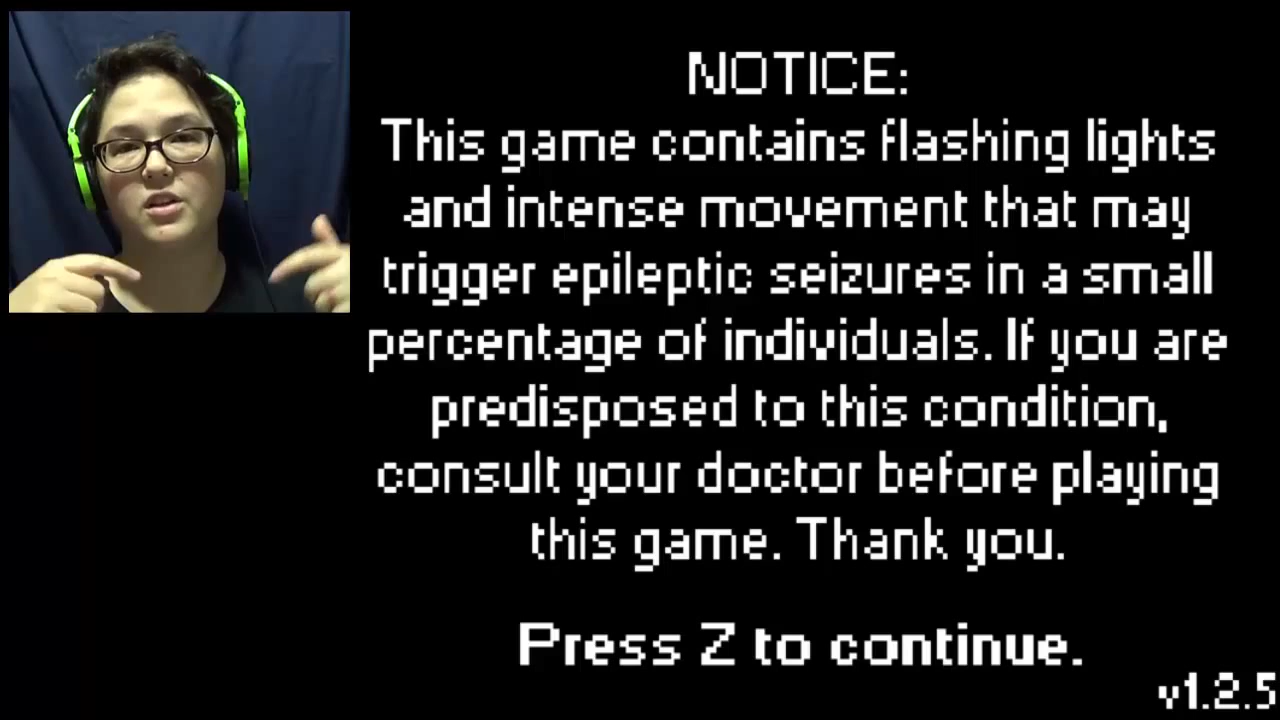 NOTICE:
This game contains flashing lights
and intense movement that may
trigger epileptic seizures in a small
percentage of individuals. If you are
predisposed to this condition,
consult your doctor before playing
this game. Thank you.
Press Z to continue.
v1.2.5